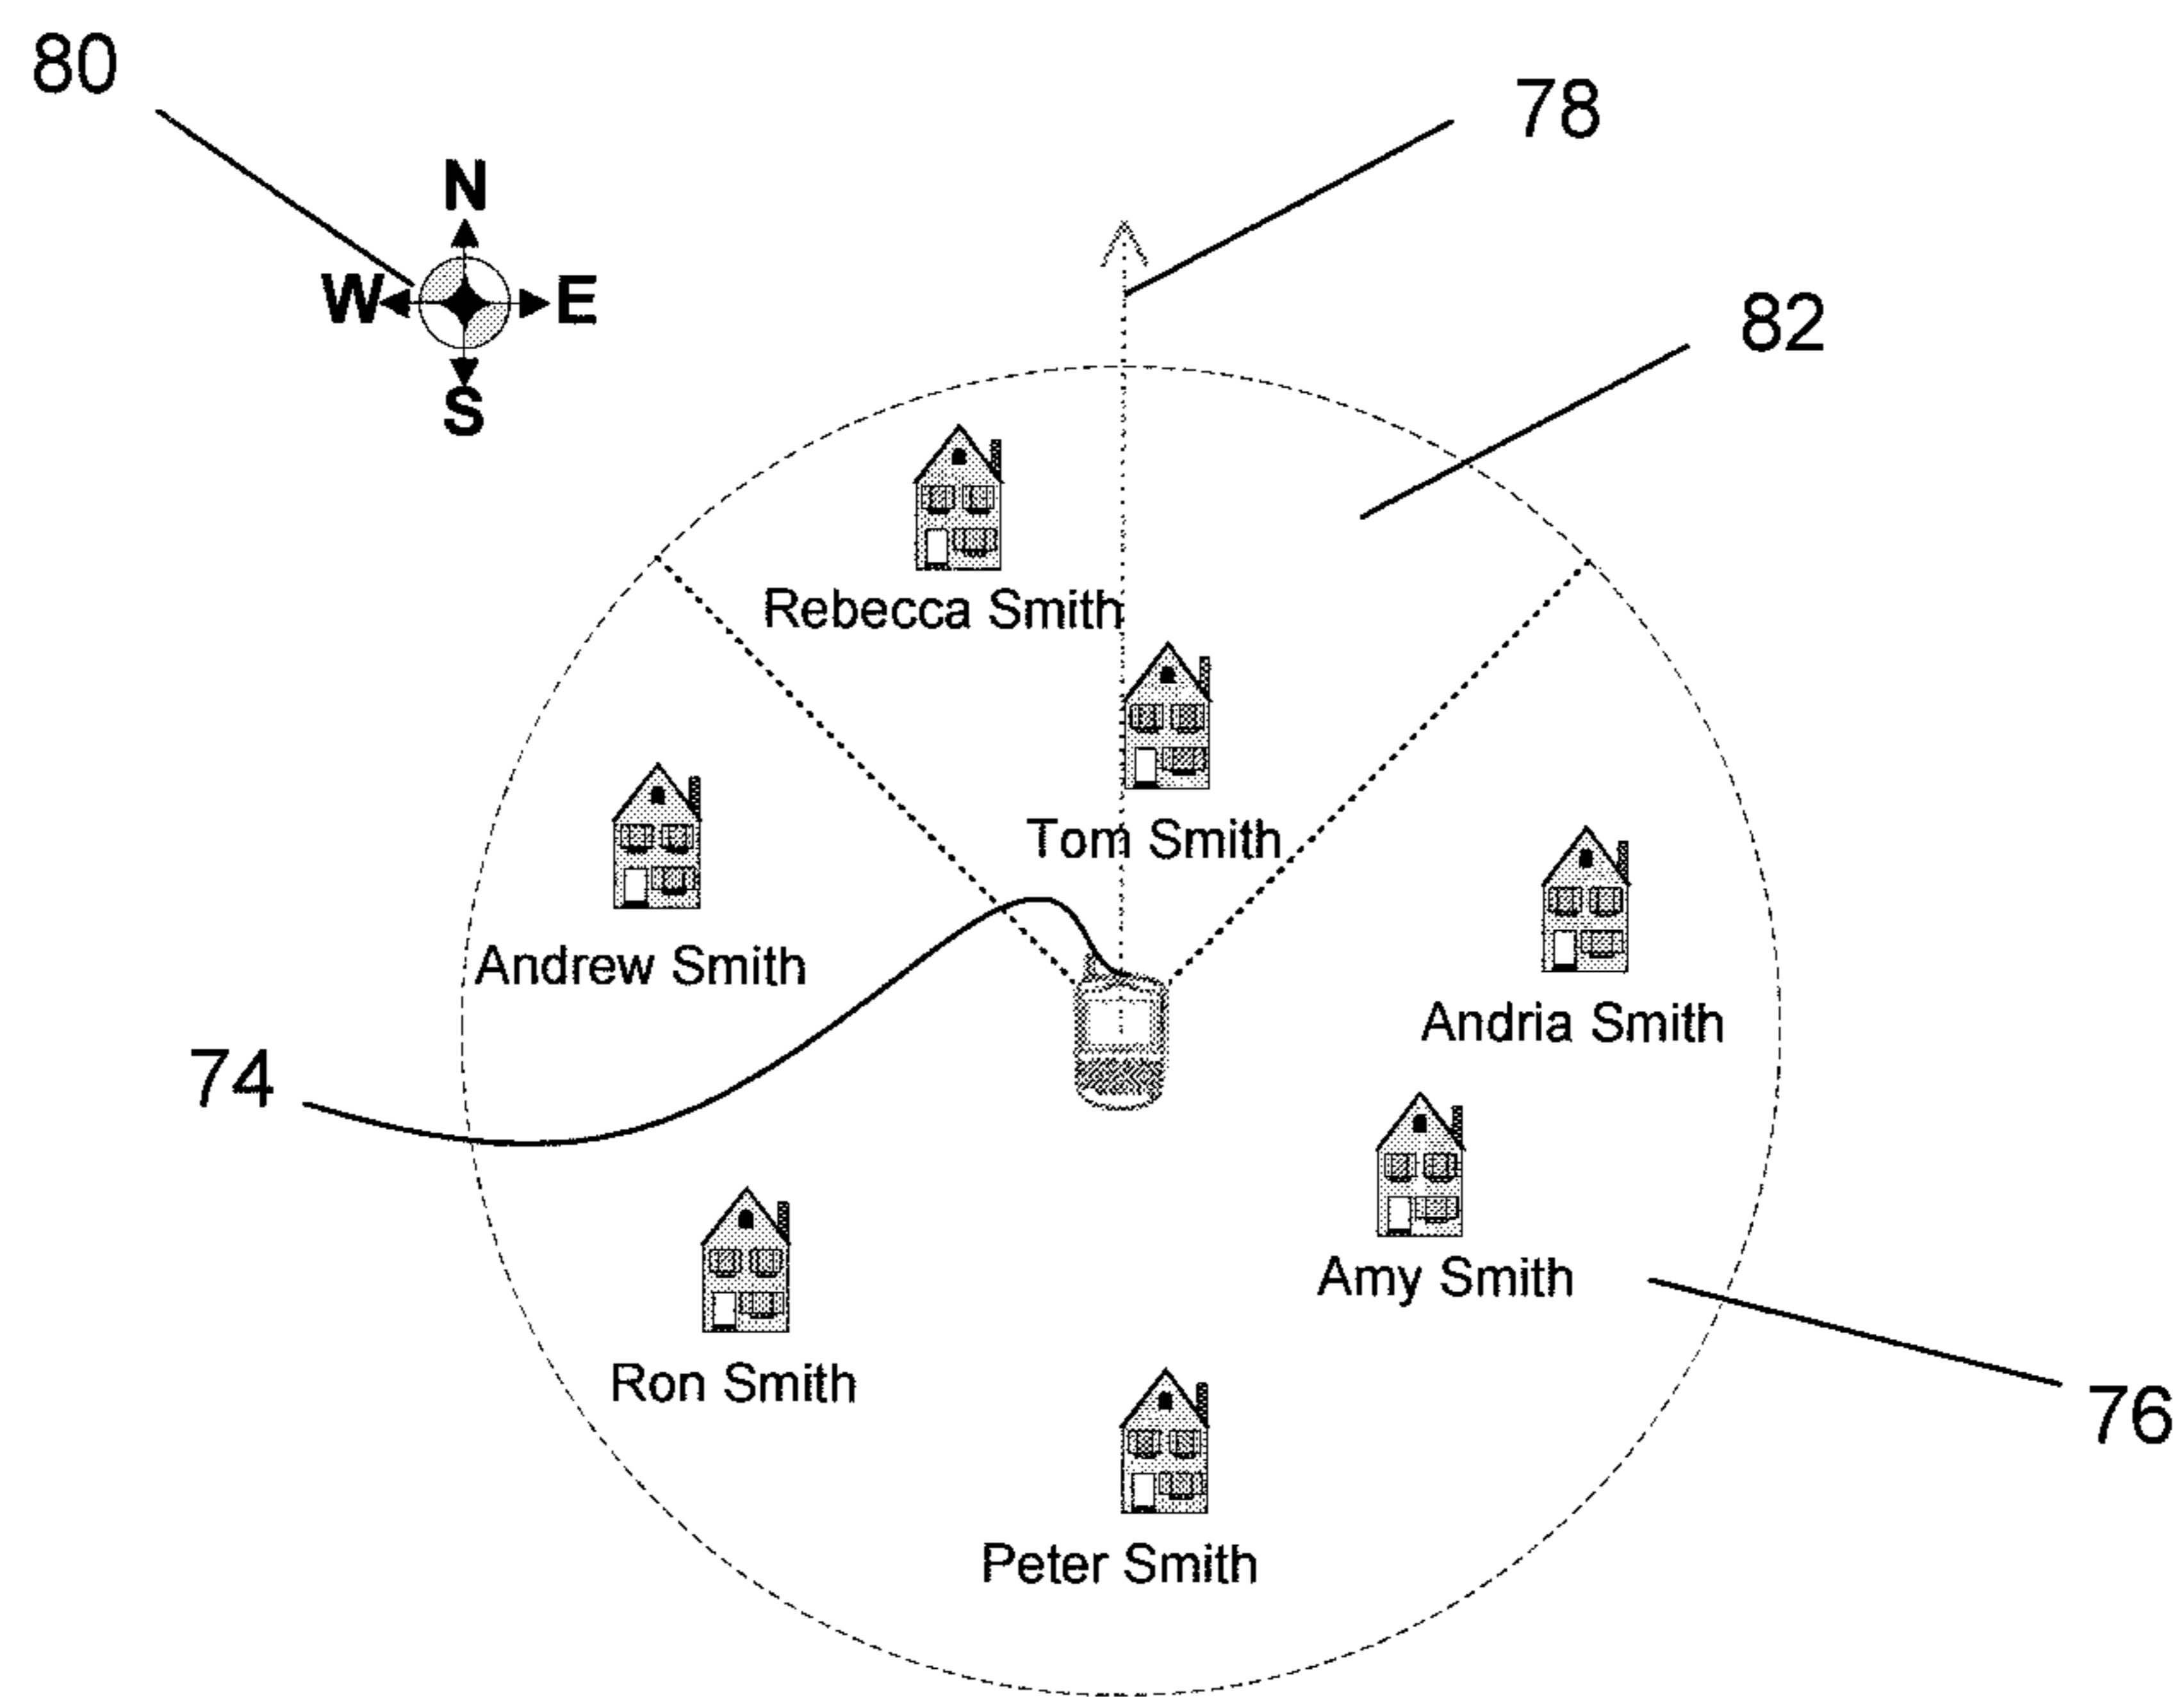 80
78
N
W E
S
82
Rebecca Smith
Tom Smith
Andrew Smith
Andria Smith
74
Amy Smith
Ron Smith
76
Peter Smith